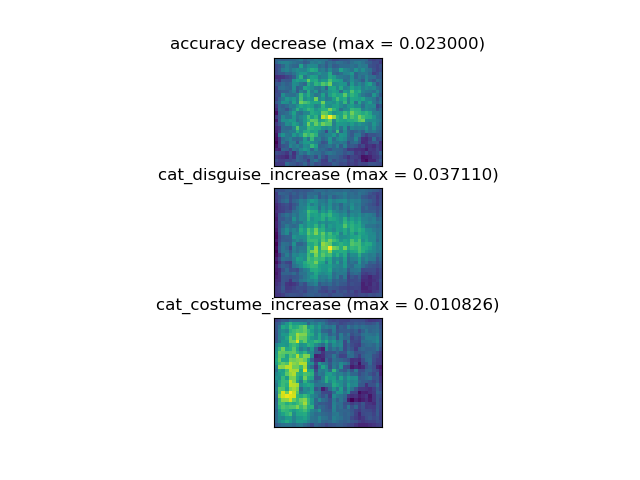 accuracy decrease (max = 0.023000)
cat_disguise_increase (max = 0.037110)
cat_costume_increase (max = 0.010826)